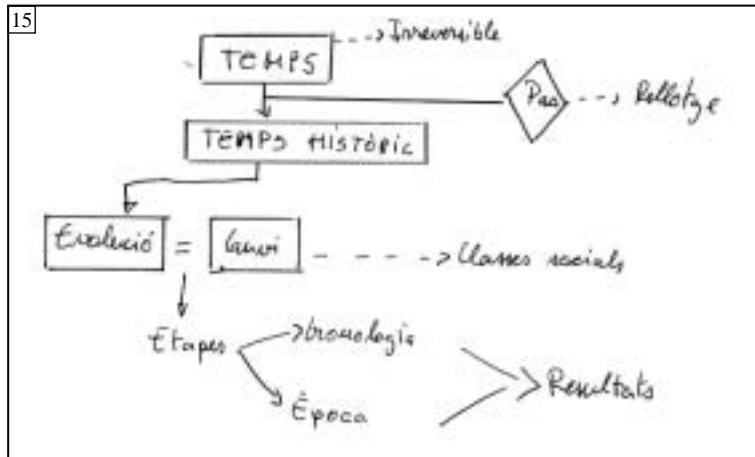 15
TEMPS
Irreversible
Pas
Rellotge
TEMPS HISTÒRIC
Evolució = Canvi
Classes socials
Etapes
Cronologia
Època
Resultats